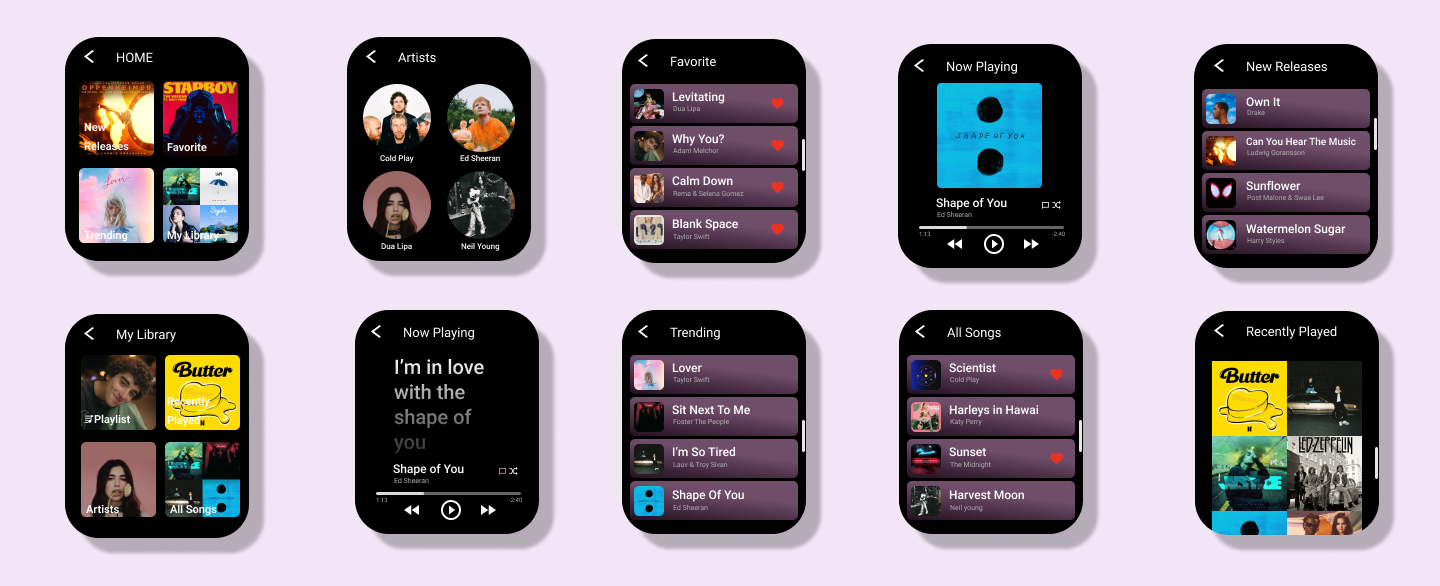 HOME
OPPENHEIMER
New
Releases
STARBOY
Favorite
Lover
Trending
My Library
Artists
Cold Play
Ed Sheeran
Dua Lipa
Neil Young
Favorite
Levitating
Dua Lipa
Why You?
Adam Melchor
Calm Down
Rema & Selena Gomez
Blank Space
Taylor Swift
Now Playing
SHAPE OF YOU
Shape of You
Ed Sheeran
1:13
-2:40
New Releases
Own It
Drake
Can You Hear The Music
Ludwig Goransson
Sunflower
Post Malone & Swae Lee
Watermelon Sugar
Harry Styles
My Library
Playlist
Butter
Recently
Played
Artists
All Songs
Now Playing
I'm in love
with the
shape of
you
Shape of You
Ed Sheeran
1:13
-2:40
Trending
Lover
Taylor Swift
Sit Next To Me
Foster The People
I'm So Tired
Lauv & Troy Sivan
Shape Of You
Ed Sheeran
All Songs
Scientist
Cold Play
Harleys in Hawai
Katy Perry
Sunset
The Midnight
Harvest Moon
Neil young
Recently Played
Butter
LED-ZEPPELIN